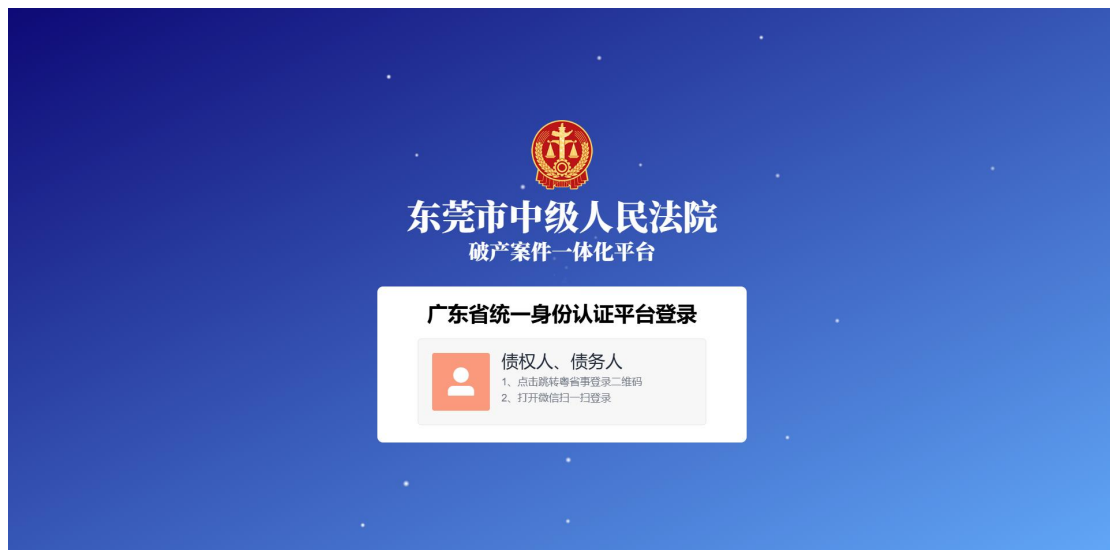 东莞市中级人民法院
破产案件一体化平台
广东省统一身份认证平台登录
债权人、债务人
1、点击跳转粤省事登录二维码
2、打开微信扫一扫登录